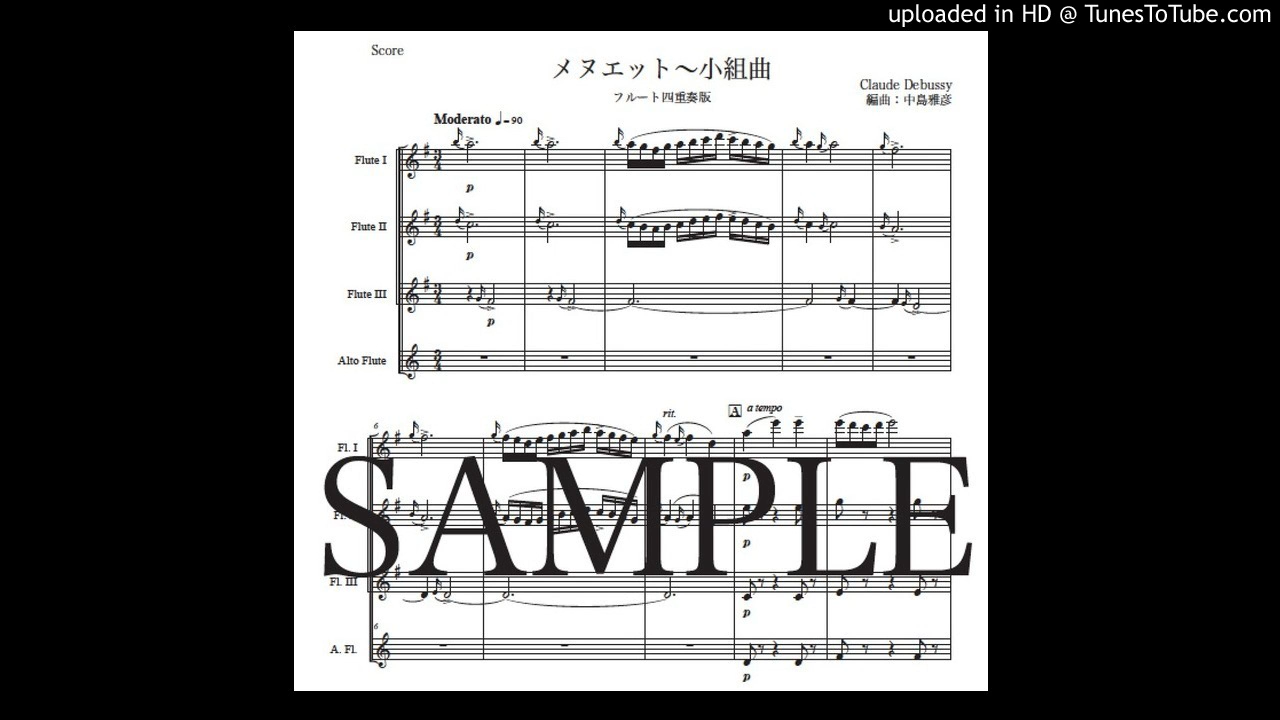 uploaded in HD @ TunesToTube.com
Score
メヌエット～小組曲
フルート四重奏版
Claude Debussy
編曲：中島雅彦
Moderato ♩=90
Flute I
p
Flute II
p
Flute III
p
Alto Flute
rit.
A a tempo
6
Fl. I
p
SAMPLE
p
Fl. III
p
6
A. Fl.
p